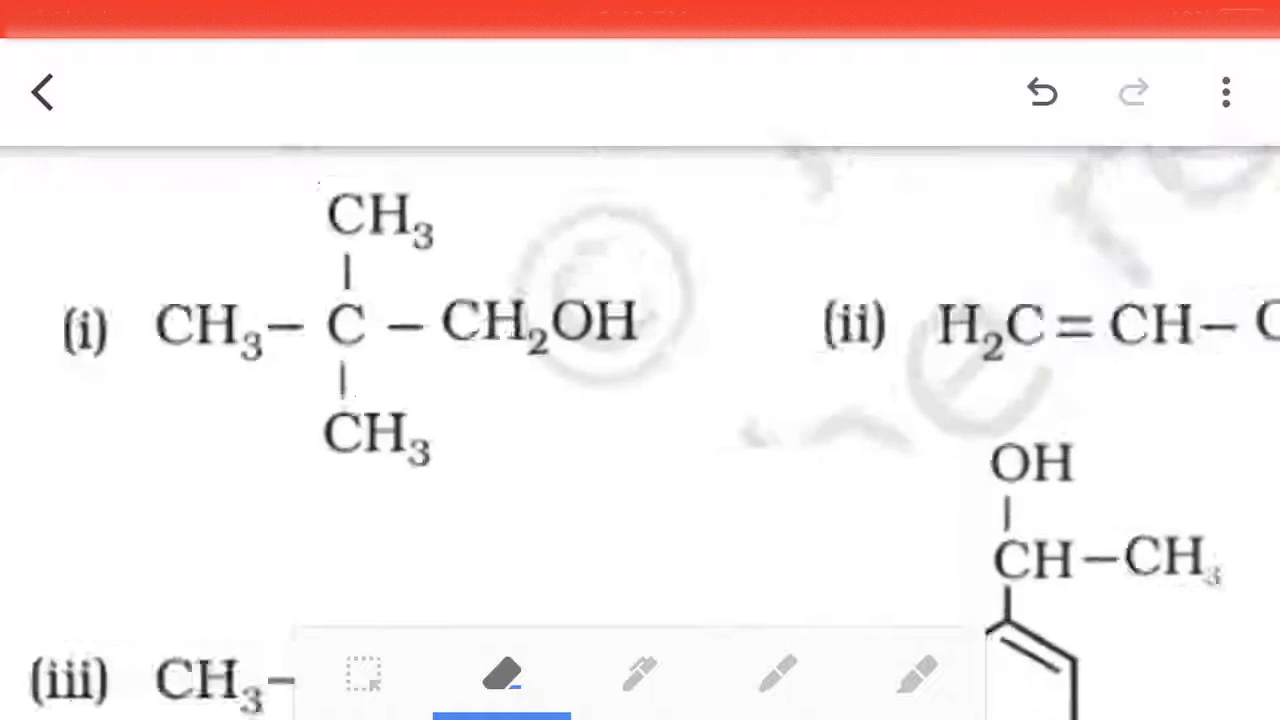 CH₃
(i) CH₃– C – CH₂OH
CH₃
(ii) H₂C=CH–
OH
CH–CH₃
(iii) CH₃–